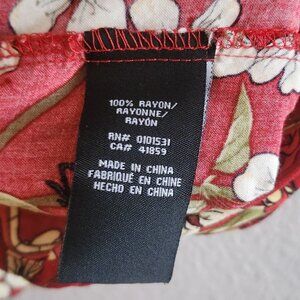 100% RAYON/
RAYONNE/
RAYÓN
RN# 0101531
CA# 41859
MADE IN CHINA
FABRIQUÉ EN CHINE
HECHO EN CHINA